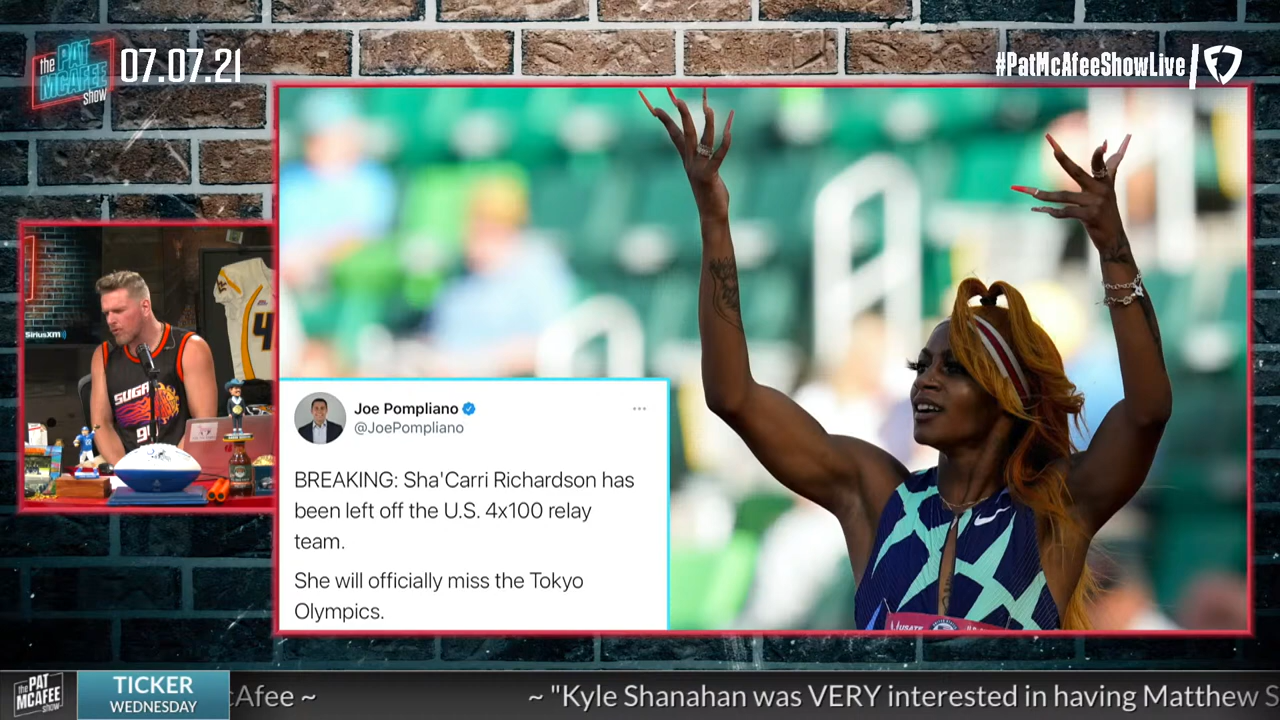 the PAT MCAFEE show
07.07.21
#PatMcAfeeShowLive
SiriusXM
SUGA
Joe Pompliano
@JoePompliano
BREAKING: Sha'Carri Richardson has
been left off the U.S. 4x100 relay
team.
She will officially miss the Tokyo
Olympics.
USATF
the PAT MCAFEE show
TICKER
WEDNESDAY
cAfee ~
~ "Kyle Shanahan was VERY interested in having Matthew S